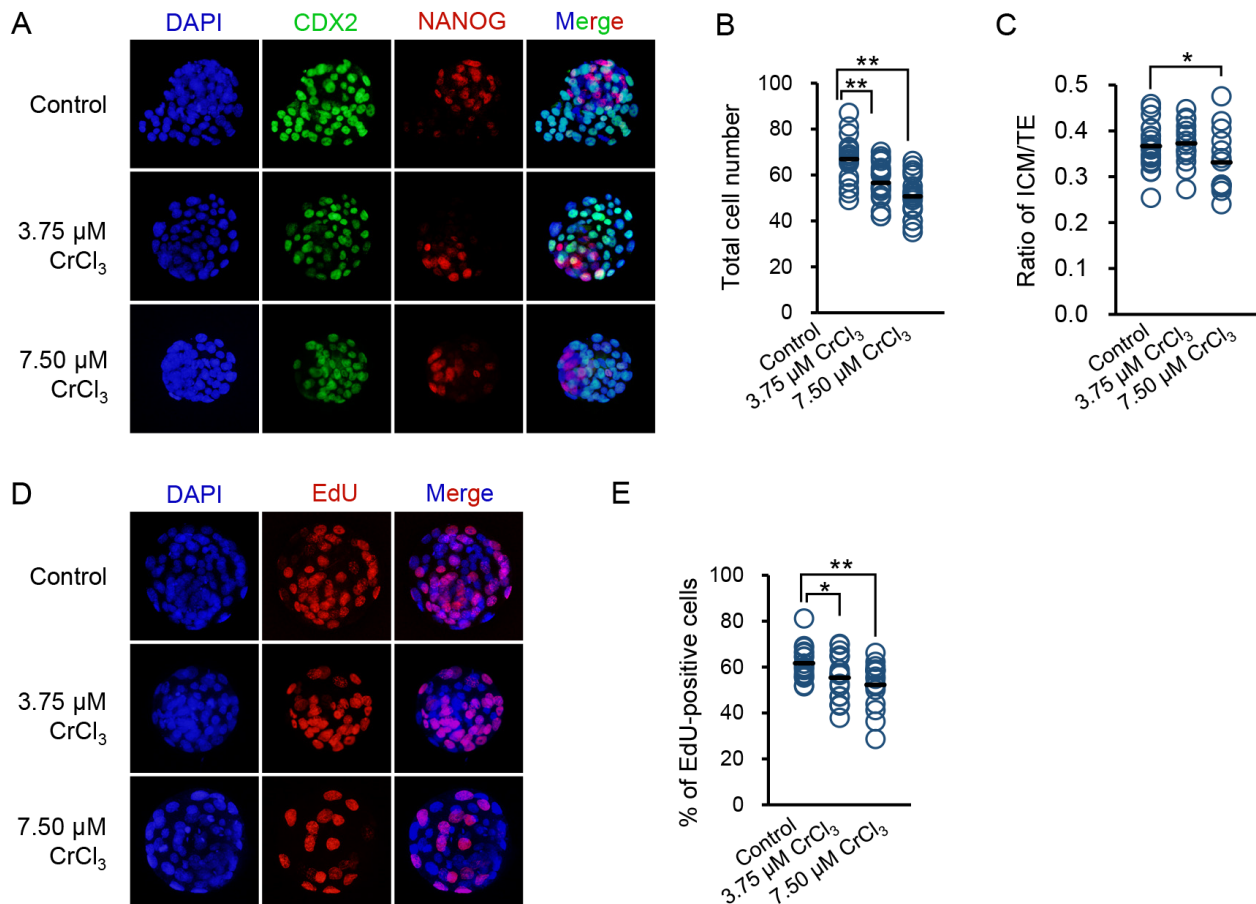 A
DAPI CDX2 NANOG Merge
Control
3.75 µM
CrCl₃
7.50 µM
CrCl₃
B
**
**
100
80
60
40
20
0
Total cell number
Control
3.75 µM CrCl₃
7.50 µM CrCl₃
C
*
0.5
0.4
0.3
0.2
0.1
0.0
Ratio of ICM/TE
Control
3.75 µM CrCl₃
7.50 µM CrCl₃
D
DAPI EdU Merge
Control
3.75 µM
CrCl₃
7.50 µM
CrCl₃
E
**
*
100
80
60
40
20
0
% of EdU-positive cells
Control
3.75 µM CrCl₃
7.50 µM CrCl₃